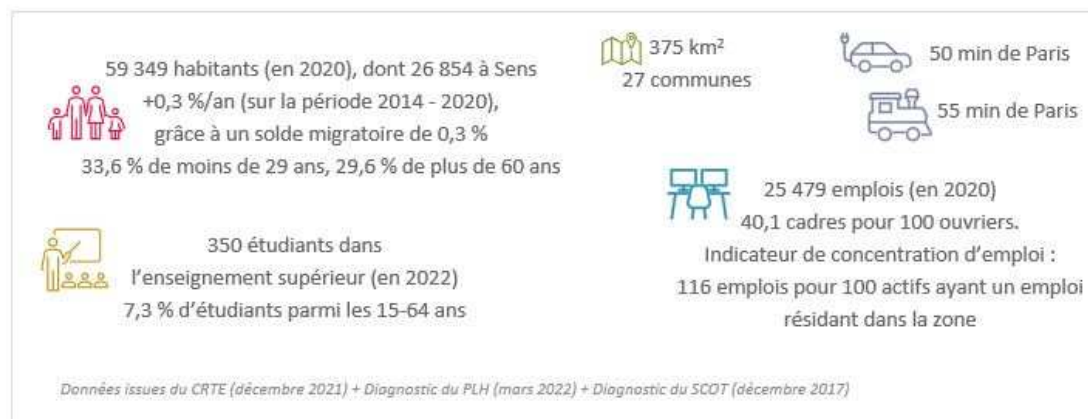 59 349 habitants (en 2020), dont 26 854 à Sens
+0,3 %/an (sur la période 2014 - 2020),
grâce à un solde migratoire de 0,3 %
33,6 % de moins de 29 ans, 29,6 % de plus de 60 ans
350 étudiants dans
l'enseignement supérieur (en 2022)
7,3 % d'étudiants parmi les 15-64 ans
375 km²
27 communes
50 min de Paris
55 min de Paris
25 479 emplois (en 2020)
40,1 cadres pour 100 ouvriers.
Indicateur de concentration d'emploi :
116 emplois pour 100 actifs ayant un emploi
résidant dans la zone
Données issues du CRTE (décembre 2021) + Diagnostic du PLH (mars 2022) + Diagnostic du SCOT (décembre 2017)